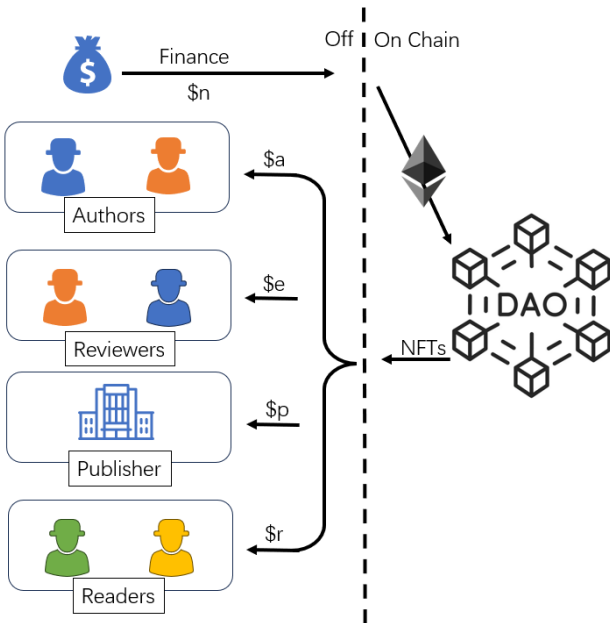 Off
On Chain
Finance
$n
$
$a
Authors
$e
Reviewers
DAO
NFTs
$p
Publisher
$r
Readers